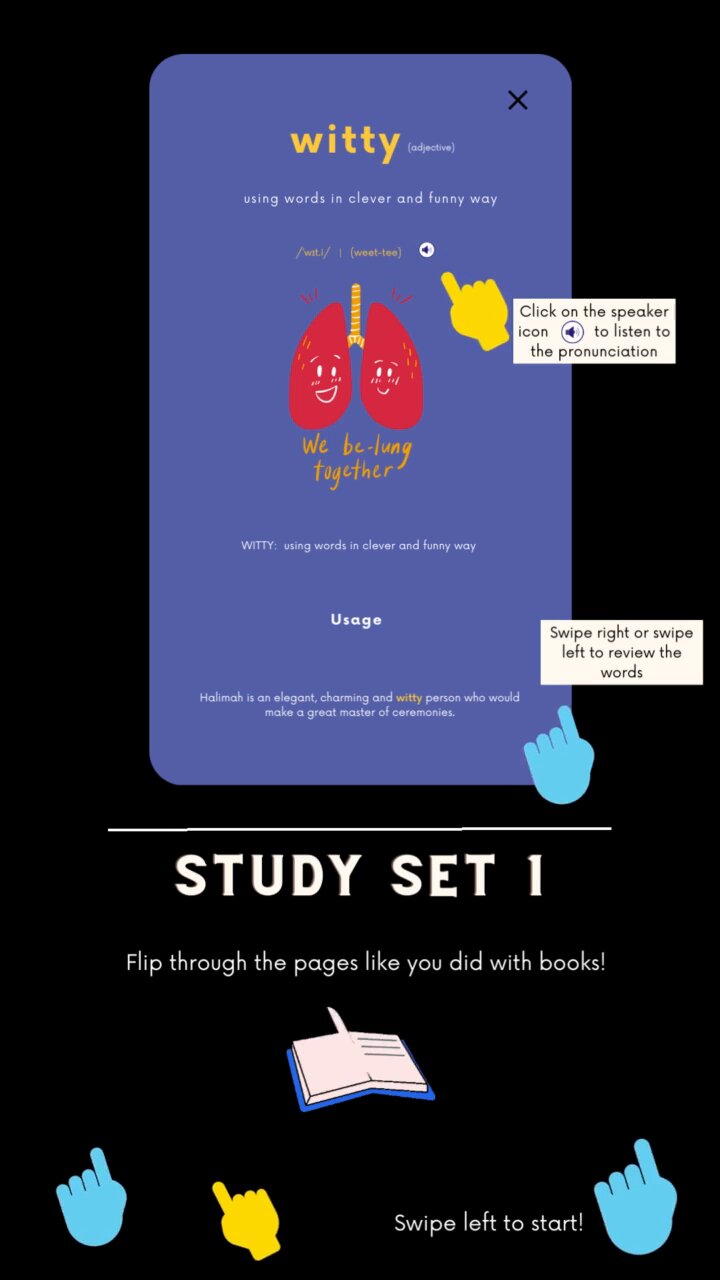 witty (adjective)
using words in clever and funny way
/wɪt.i/ | (weet-tee)
Click on the speaker
icon to listen to
the pronunciation
We be-lung
together
WITTY: using words in clever and funny way
Usage
Swipe right or swipe
left to review the
words
Halimah is an elegant, charming and witty person who would
make a great master of ceremonies.
STUDY SET 1
Flip through the pages like you did with books!
Swipe left to start!